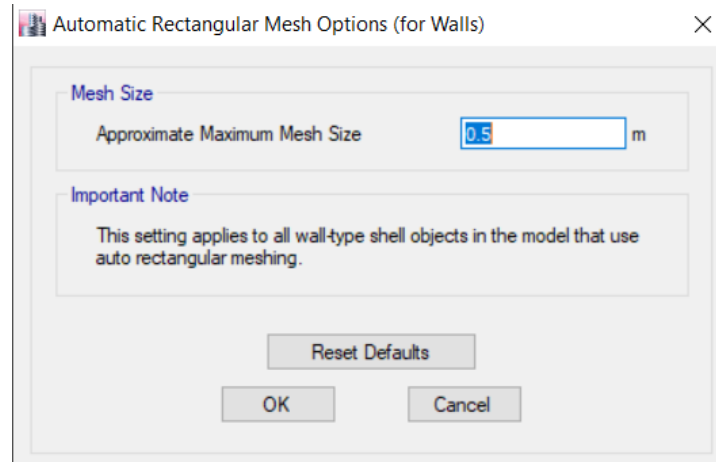 Automatic Rectangular Mesh Options (for Walls)
Mesh Size
Approximate Maximum Mesh Size 0.5 m
Important Note
This setting applies to all wall-type shell objects in the model that use
auto rectangular meshing.
Reset Defaults
OK Cancel